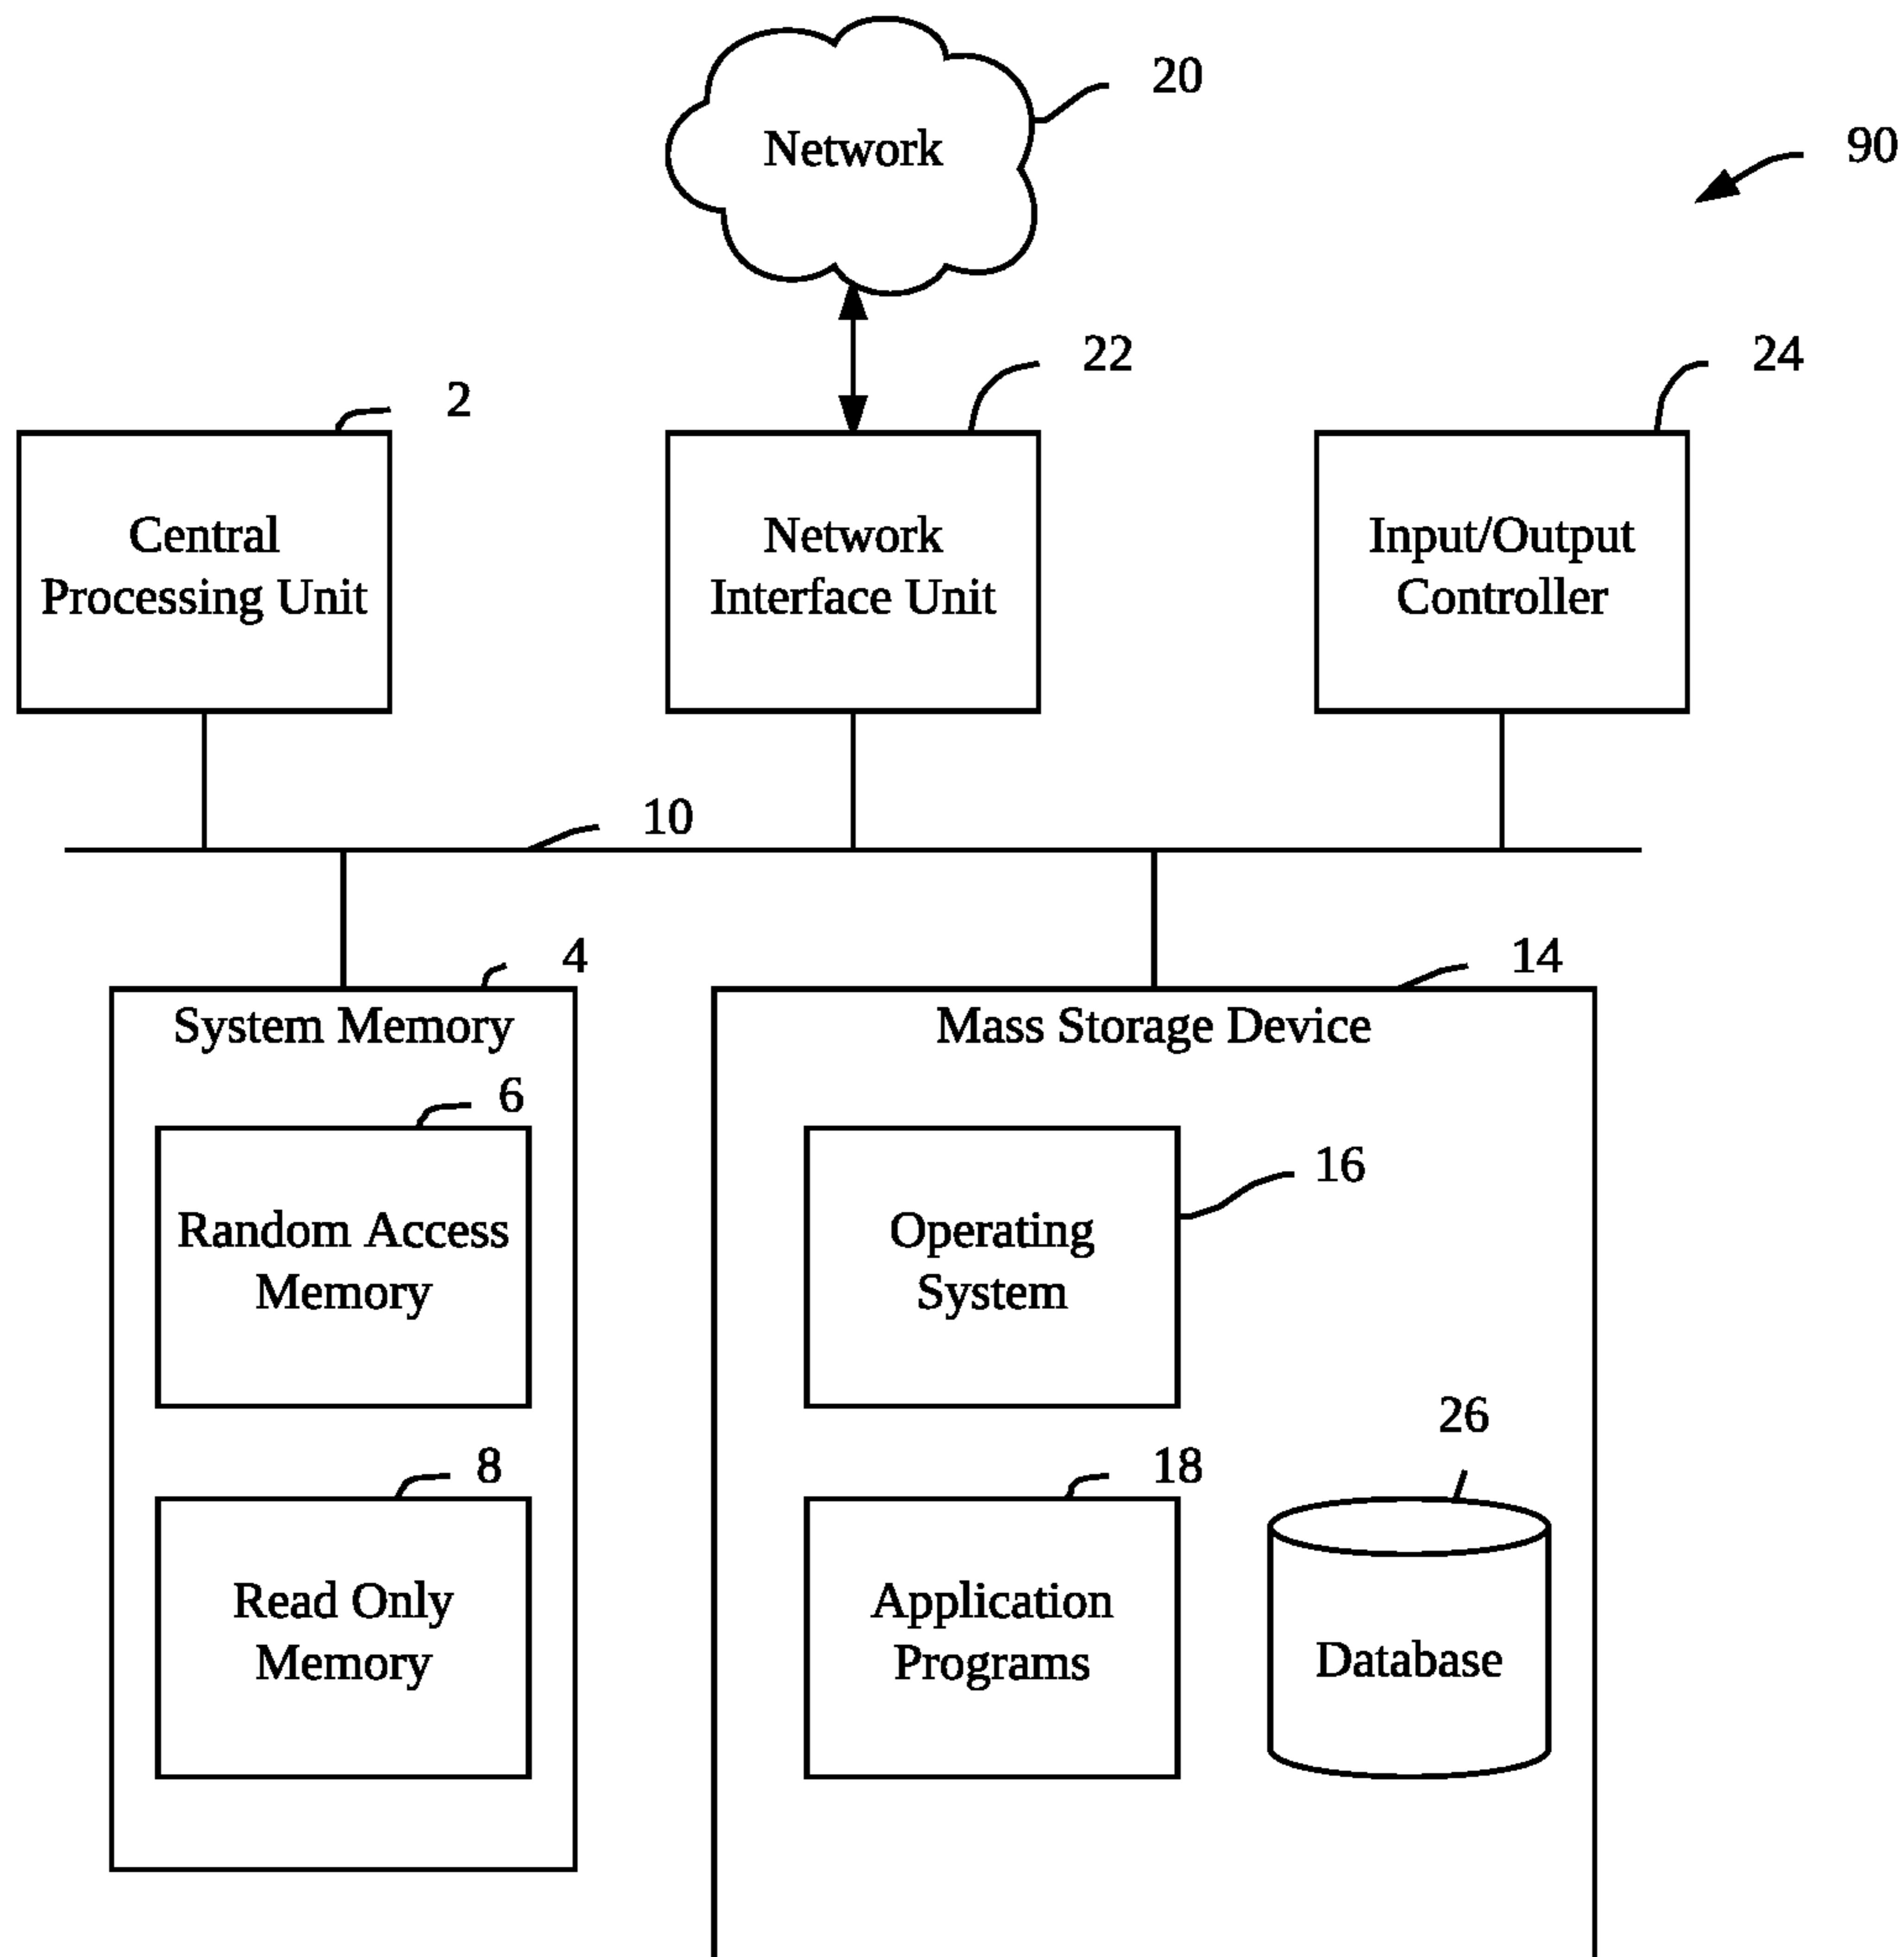 20
Network
90
22
24
2
Central
Processing Unit
Network
Interface Unit
Input/Output
Controller
10
4
14
System Memory
Mass Storage Device
6
16
Random Access
Memory
Operating
System
26
8
18
Read Only
Memory
Application
Programs
Database